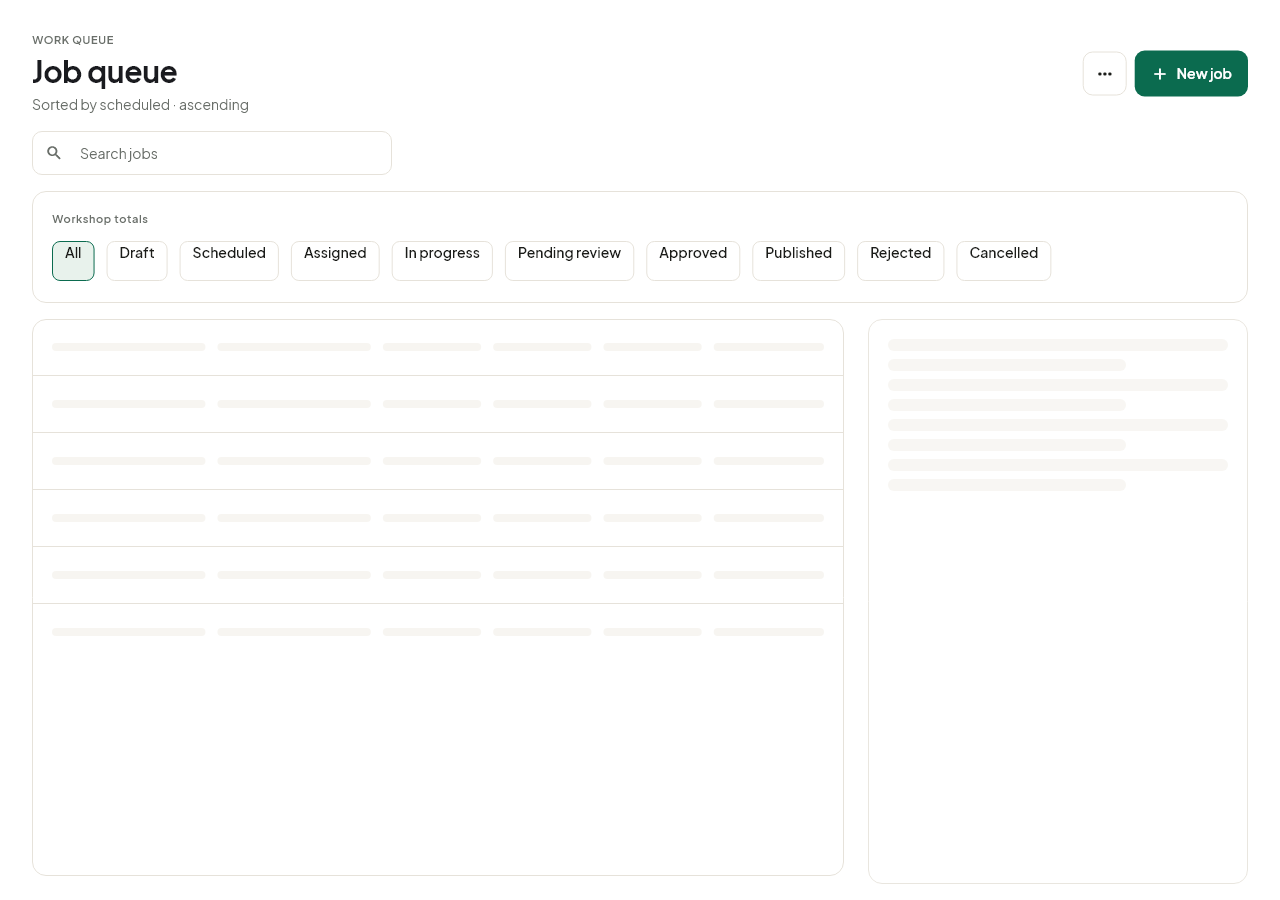 WORK QUEUE
Job queue
Sorted by scheduled · ascending
New job
Search jobs
Workshop totals
All Draft Scheduled Assigned In progress Pending review Approved Published Rejected Cancelled